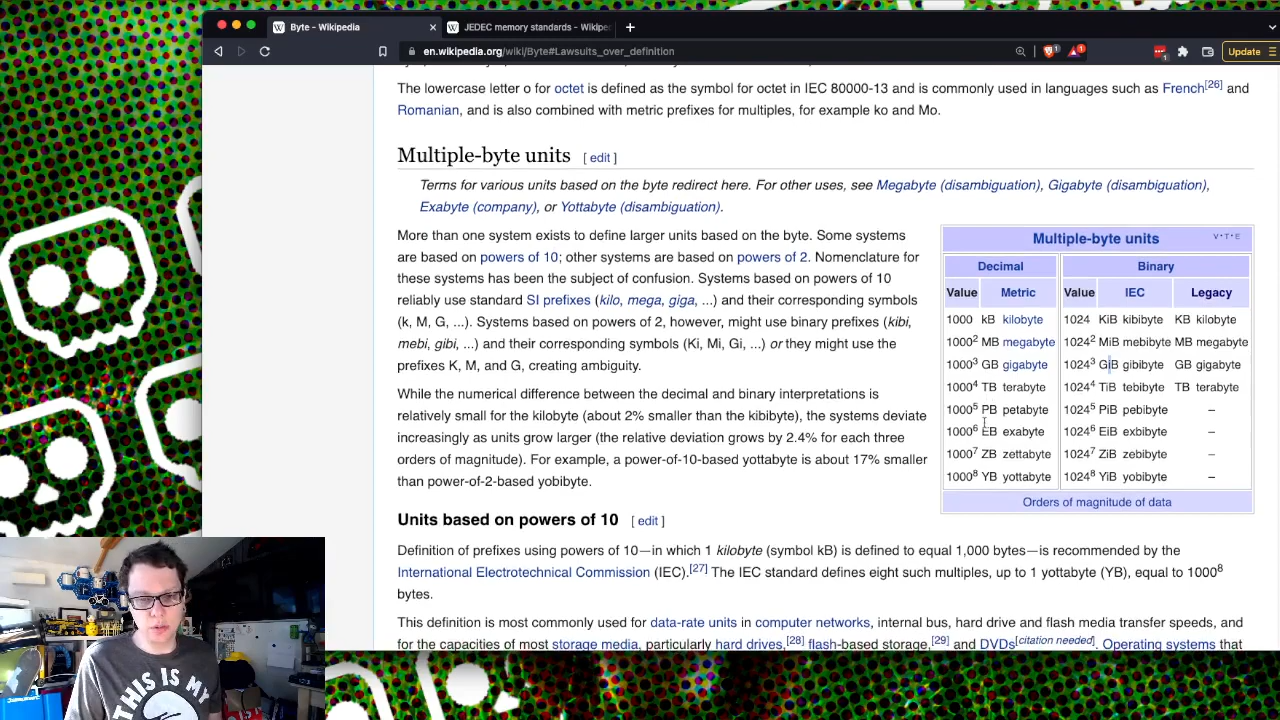 Byte - Wikipedia
JEDEC memory standards - Wikipe
en.wikipedia.org/wiki/Byte#Lawsuits_over_definition
1
1
1
Update
The lowercase letter o for octet is defined as the symbol for octet in IEC 80000-13 and is commonly used in languages such as French[26] and
Romanian, and is also combined with metric prefixes for multiples, for example ko and Mo.
Multiple-byte units [ edit ]
Terms for various units based on the byte redirect here. For other uses, see Megabyte (disambiguation), Gigabyte (disambiguation),
Exabyte (company), or Yottabyte (disambiguation).
More than one system exists to define larger units based on the byte. Some systems
are based on powers of 10; other systems are based on powers of 2. Nomenclature for
these systems has been the subject of confusion. Systems based on powers of 10
reliably use standard SI prefixes (kilo, mega, giga, ...) and their corresponding symbols
(k, M, G, ...). Systems based on powers of 2, however, might use binary prefixes (kibi,
mebi, gibi, ...) and their corresponding symbols (Ki, Mi, Gi, ...) or they might use the
prefixes K, M, and G, creating ambiguity.
While the numerical difference between the decimal and binary interpretations is
relatively small for the kilobyte (about 2% smaller than the kibibyte), the systems deviate
increasingly as units grow larger (the relative deviation grows by 2.4% for each three
orders of magnitude). For example, a power-of-10-based yottabyte is about 17% smaller
than power-of-2-based yobibyte.
Multiple-byte units V·T·E
Decimal Binary
Value Metric Value IEC Legacy
1000 kB kilobyte 1024 KiB kibibyte KB kilobyte
1000² MB megabyte 1024² MiB mebibyte MB megabyte
1000³ GB gigabyte 1024³ GiB gibibyte GB gigabyte
1000⁴ TB terabyte 1024⁴ TiB tebibyte TB terabyte
1000⁵ PB petabyte 1024⁵ PiB pebibyte –
1000⁶ EB exabyte 1024⁶ EiB exbibyte –
1000⁷ ZB zettabyte 1024⁷ ZiB zebibyte –
1000⁸ YB yottabyte 1024⁸ YiB yobibyte –
Orders of magnitude of data
Units based on powers of 10 [ edit ]
Definition of prefixes using powers of 10—in which 1 kilobyte (symbol kB) is defined to equal 1,000 bytes—is recommended by the
International Electrotechnical Commission (IEC).[27] The IEC standard defines eight such multiples, up to 1 yottabyte (YB), equal to 1000⁸
bytes.
This definition is most commonly used for data-rate units in computer networks, internal bus, hard drive and flash media transfer speeds, and
for the capacities of most storage media, particularly hard drives,[28] flash-based storage,[29] and DVDs[citation needed]. Operating systems that
THIS IS MY